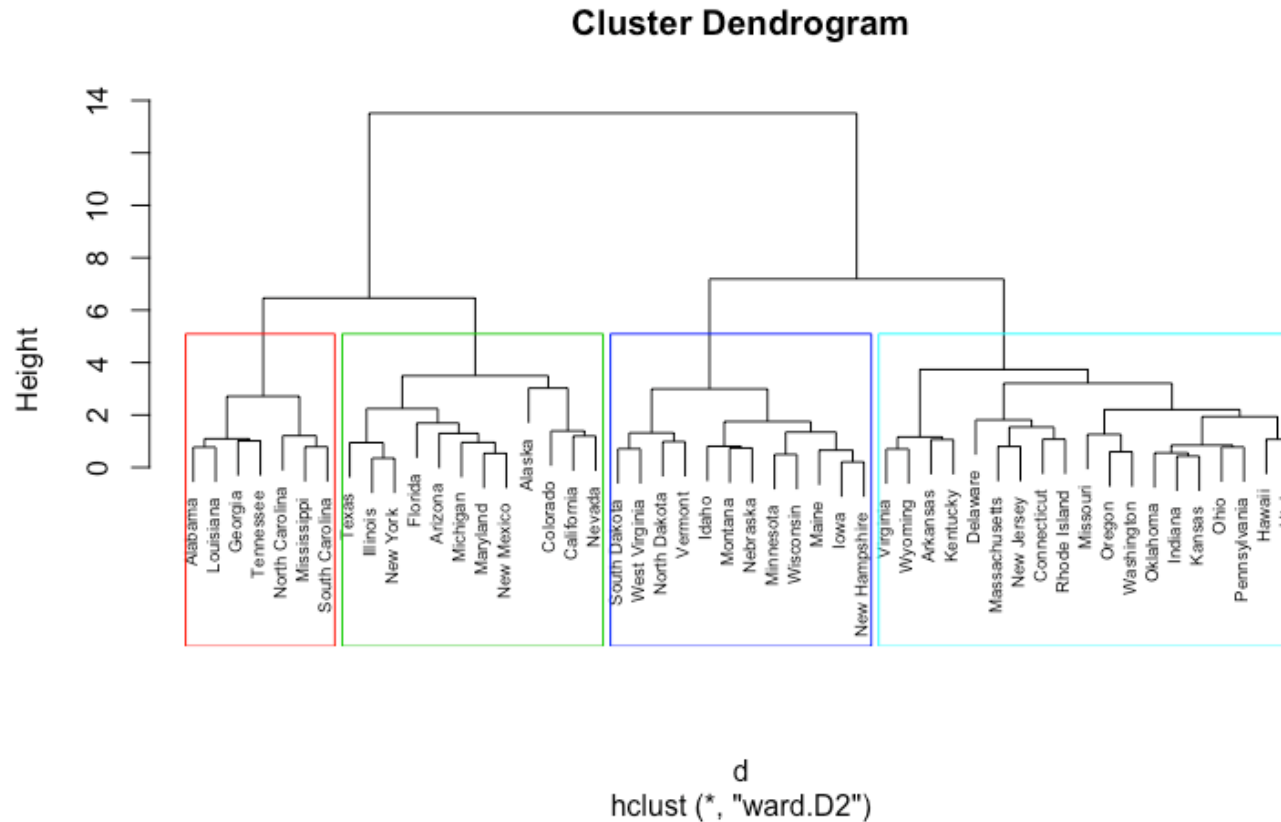 Cluster Dendrogram
Height
14
10
8
6
4
2
0
Alabama
Louisiana
Georgia
Tennessee
North Carolina
Mississippi
South Carolina
Texas
Illinois
New York
Florida
Arizona
Michigan
Maryland
New Mexico
Alaska
Colorado
California
Nevada
South Dakota
West Virginia
North Dakota
Vermont
Idaho
Montana
Nebraska
Minnesota
Wisconsin
Maine
Iowa
New Hampshire
Virginia
Wyoming
Arkansas
Kentucky
Delaware
Massachusetts
New Jersey
Connecticut
Rhode Island
Missouri
Oregon
Washington
Oklahoma
Indiana
Kansas
Ohio
Pennsylvania
Hawaii
d
hclust (*, "ward.D2")